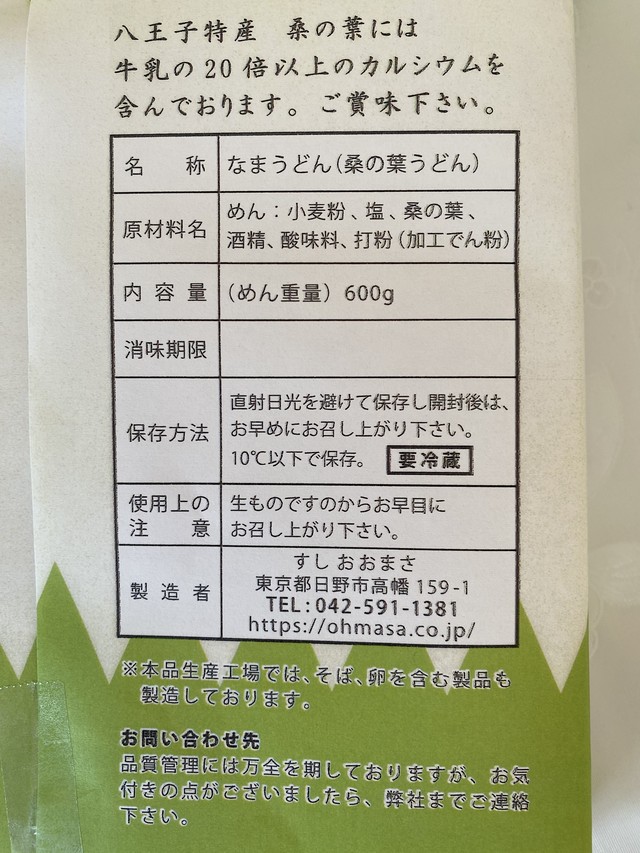 八王子特産 桑の葉には
牛乳の20倍以上のカルシウムを
含んでおります。ご賞味下さい。
名称 なまうどん(桑の葉うどん)
原材料名 めん:小麦粉、塩、桑の葉、
酒精、酸味料、打粉(加工でん粉)
内容量 (めん重量) 600g
消味期限
保存方法 直射日光を避けて保存し開封後は、
お早めにお召し上がり下さい。
10℃以下で保存。 要冷蔵
使用上の注意 生ものですのからお早目に
お召し上がり下さい。
製造者 すし おおまさ
東京都日野市高幡 159-1
TEL:042-591-1381
https://ohmasa.co.jp/
※本品生産工場では、そば、卵を含む製品も
製造しております。
お問い合わせ先
品質管理には万全を期しておりますが、お気
付きの点がございましたら、弊社までご連絡
下さい。